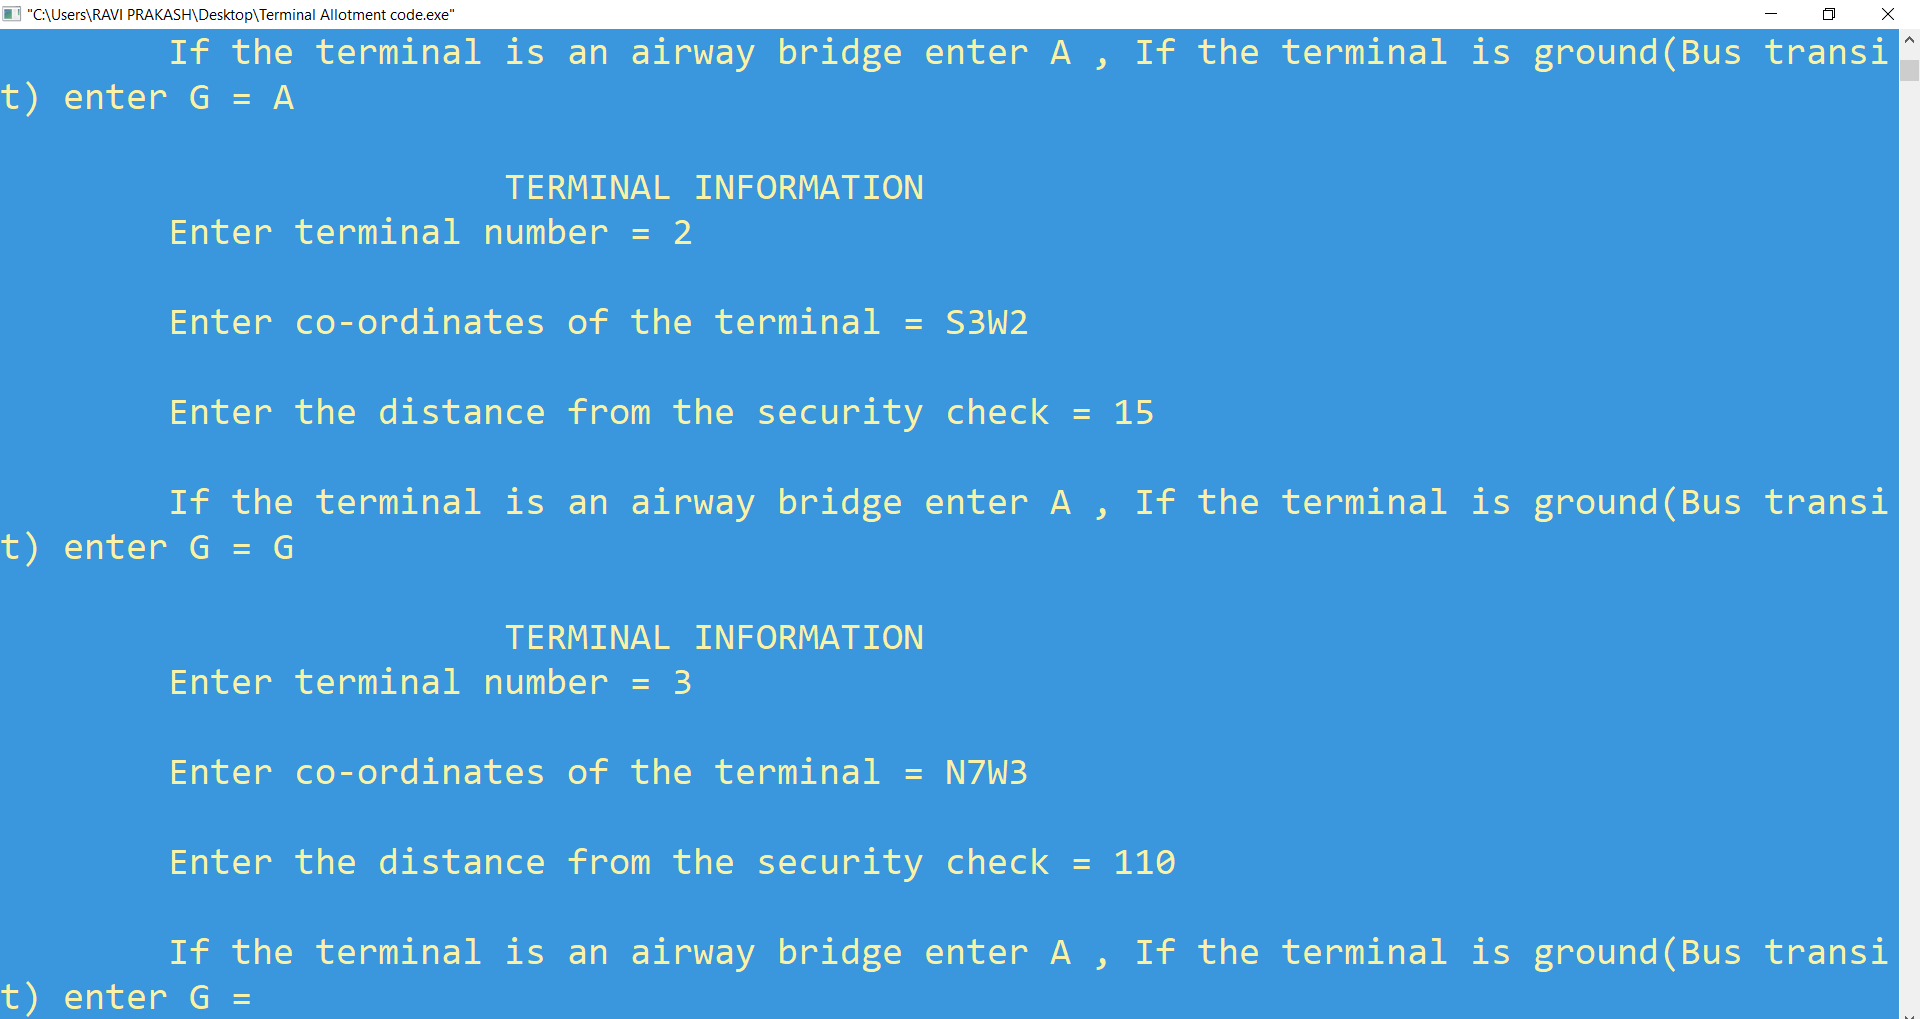 "C:\Users\RAVI PRAKASH\Desktop\Terminal Allotment code.exe"
If the terminal is an airway bridge enter A , If the terminal is ground(Bus transi
t) enter G = A
TERMINAL INFORMATION
Enter terminal number = 2
Enter co-ordinates of the terminal = S3W2
Enter the distance from the security check = 15
If the terminal is an airway bridge enter A , If the terminal is ground(Bus transi
t) enter G = G
TERMINAL INFORMATION
Enter terminal number = 3
Enter co-ordinates of the terminal = N7W3
Enter the distance from the security check = 110
If the terminal is an airway bridge enter A , If the terminal is ground(Bus transi
t) enter G =